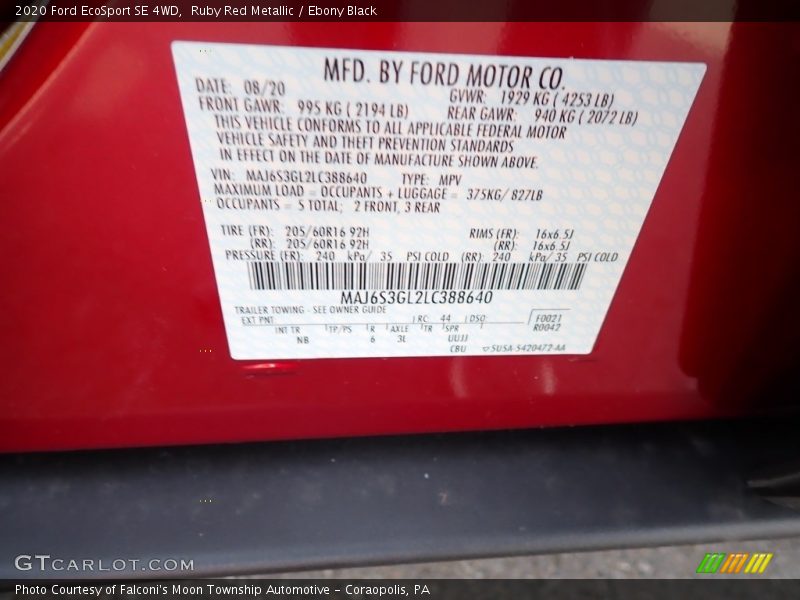 2020 Ford EcoSport SE 4WD,  Ruby Red Metallic / Ebony Black
MFD. BY FORD MOTOR CO.
DATE: 08/20 GVWR: 1929 KG ( 4253 LB)
FRONT GAWR: 995 KG ( 2194 LB) REAR GAWR: 940 KG ( 2072 LB)
THIS VEHICLE CONFORMS TO ALL APPLICABLE FEDERAL MOTOR
VEHICLE SAFETY AND THEFT PREVENTION STANDARDS
IN EFFECT ON THE DATE OF MANUFACTURE SHOWN ABOVE.
VIN: MAJ6S3GL2LC388640 TYPE: MPV
MAXIMUM LOAD = OCCUPANTS + LUGGAGE = 375KG/ 827LB
OCCUPANTS = 5 TOTAL; 2 FRONT, 3 REAR
TIRE (FR): 205/60R16 92H RIMS (FR): 16x6.5J
(RR): 205/60R16 92H (RR): 16x6.5J
PRESSURE (FR): 240 kPa/ 35 PSI COLD (RR): 240 kPa/ 35 PSI COLD
MAJ6S3GL2LC388640
TRAILER TOWING - SEE OWNER GUIDE
EXT PNT: RC: 44 DSO: F0021
R0042
INT TR TP/PS R AXLE TR SPR
NB 6 3L UUJJ
CBU 5USA-5420472-AA
GTCARLOT.COM
Photo Courtesy of Falconi's Moon Township Automotive – Coraopolis, PA